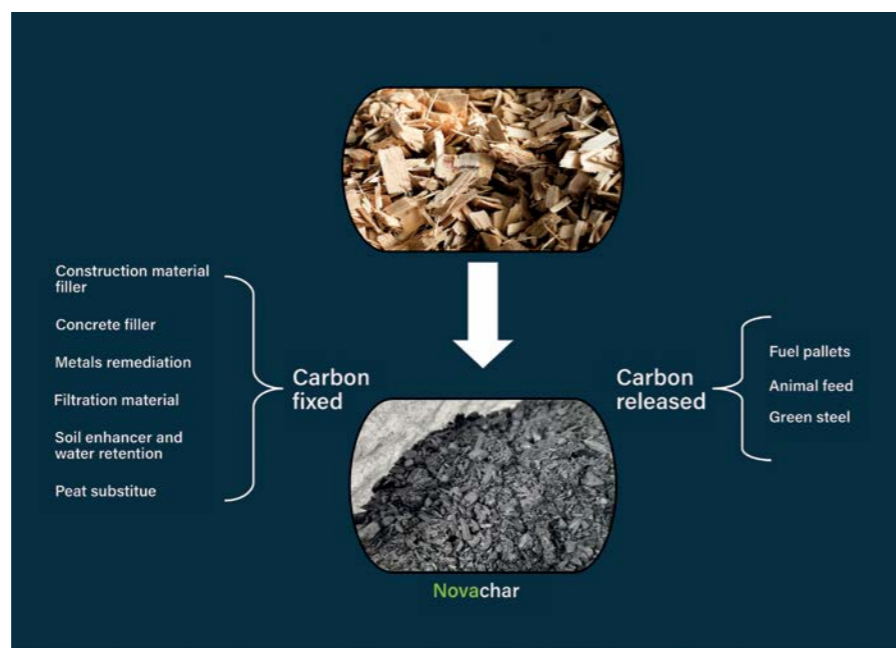 Construction material
filler
Concrete filler
Metals remediation
Filtration material
Soil enhancer and
water retention
Peat substitue
Carbon
fixed
Carbon
released
Fuel pallets
Animal feed
Green steel
Novachar